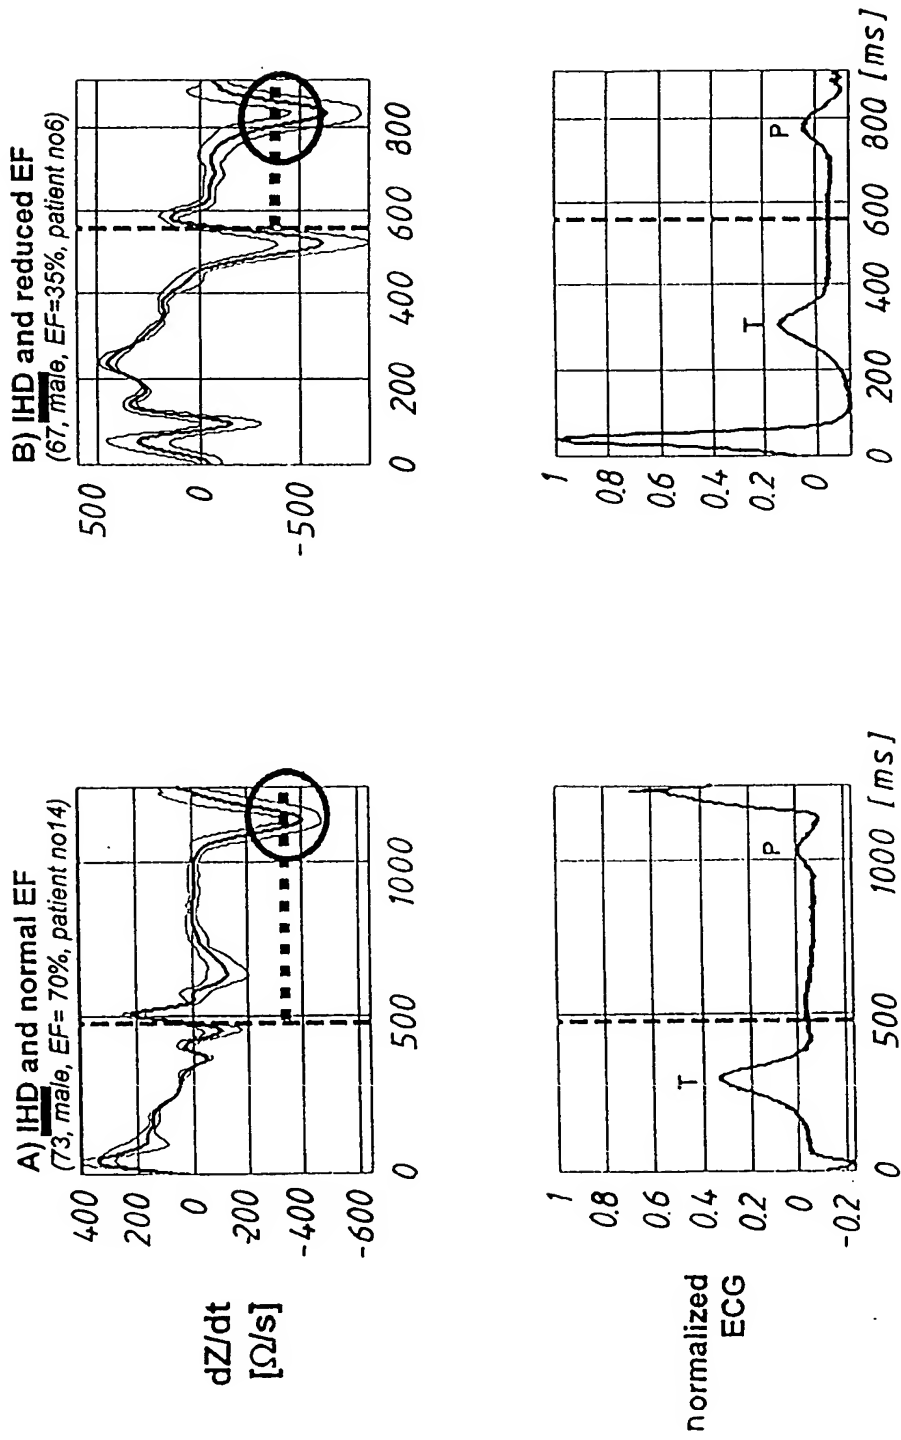 A) IHD and normal EF
(73, male, EF= 70%, patient no14)
400
200
0
-200
-400
-600
dZ/dt
[Ω/s]
0
500
1000
B) IHD and reduced EF
(67, male, EF=35%, patient no6)
500
0
-500
0
200
400
600
800
normalized
ECG
1
0.8
0.6
0.4
0.2
0
-0.2
T
P
0
500
1000
[ms]
1
0.8
0.6
0.4
0.2
0
T
P
0
200
400
600
800
[ms]